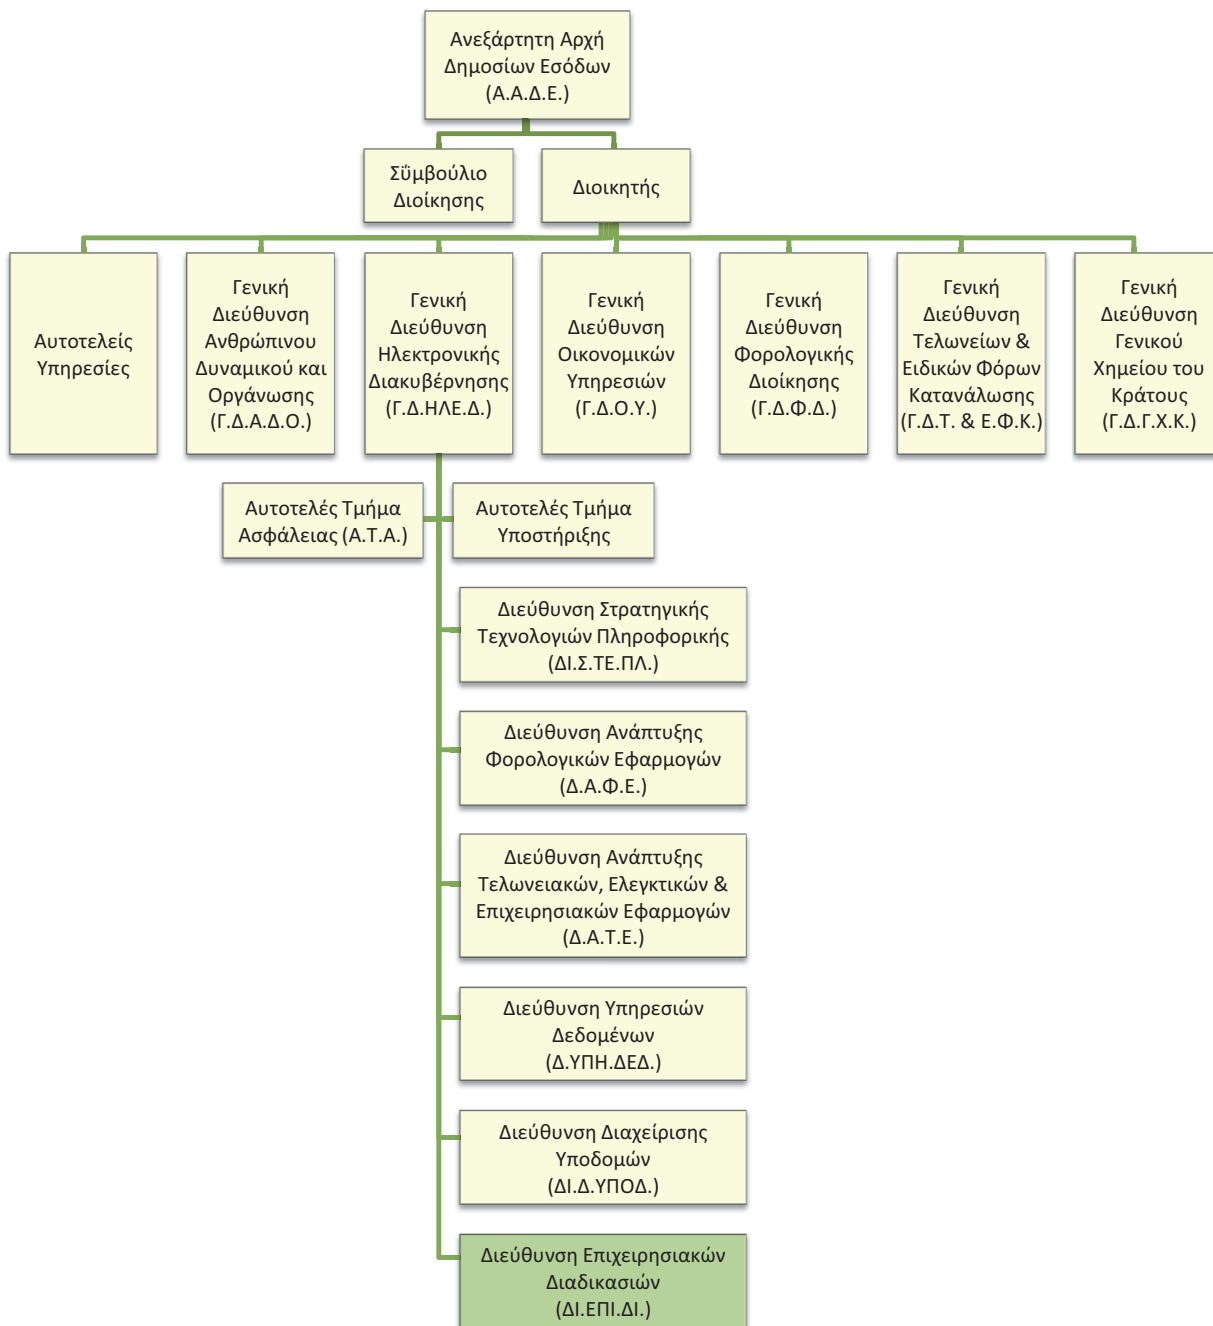 Ανεξάρτητη Αρχή
Δημοσίων Εσόδων
(Α.Α.Δ.Ε.)
Σΰμβούλιο
Διοίκησης
Διοικητής
Αυτοτελείς
Υπηρεσίες
Γενική
Διεύθυνση
Ανθρώπινου
Δυναμικού και
Οργάνωσης
(Γ.Δ.Α.Δ.Ο.)
Γενική
Διεύθυνση
Ηλεκτρονικής
Διακυβέρνησης
(Γ.Δ.ΗΛΕ.Δ.)
Γενική
Διεύθυνση
Οικονομικών
Υπηρεσιών
(Γ.Δ.Ο.Υ.)
Γενική
Διεύθυνση
Φορολογικής
Διοίκησης
(Γ.Δ.Φ.Δ.)
Γενική
Διεύθυνση
Τελωνείων &
Ειδικών Φόρων
Κατανάλωσης
(Γ.Δ.Τ. & Ε.Φ.Κ.)
Γενική
Διεύθυνση
Γενικού
Χημείου του
Κράτους
(Γ.Δ.Γ.Χ.Κ.)
Αυτοτελές Τμήμα
Ασφάλειας (Α.Τ.Α.)
Αυτοτελές Τμήμα
Υποστήριξης
Διεύθυνση Στρατηγικής
Τεχνολογιών Πληροφορικής
(ΔΙ.Σ.ΤΕ.ΠΛ.)
Διεύθυνση Ανάπτυξης
Φορολογικών Εφαρμογών
(Δ.Α.Φ.Ε.)
Διεύθυνση Ανάπτυξης
Τελωνειακών, Ελεγκτικών &
Επιχειρησιακών Εφαρμογών
(Δ.Α.Τ.Ε.)
Διεύθυνση Υπηρεσιών
Δεδομένων
(Δ.ΥΠΗ.ΔΕΔ.)
Διεύθυνση Διαχείρισης
Υποδομών
(ΔΙ.Δ.ΥΠΟΔ.)
Διεύθυνση Επιχειρησιακών
Διαδικασιών
(ΔΙ.ΕΠΙ.ΔΙ.)